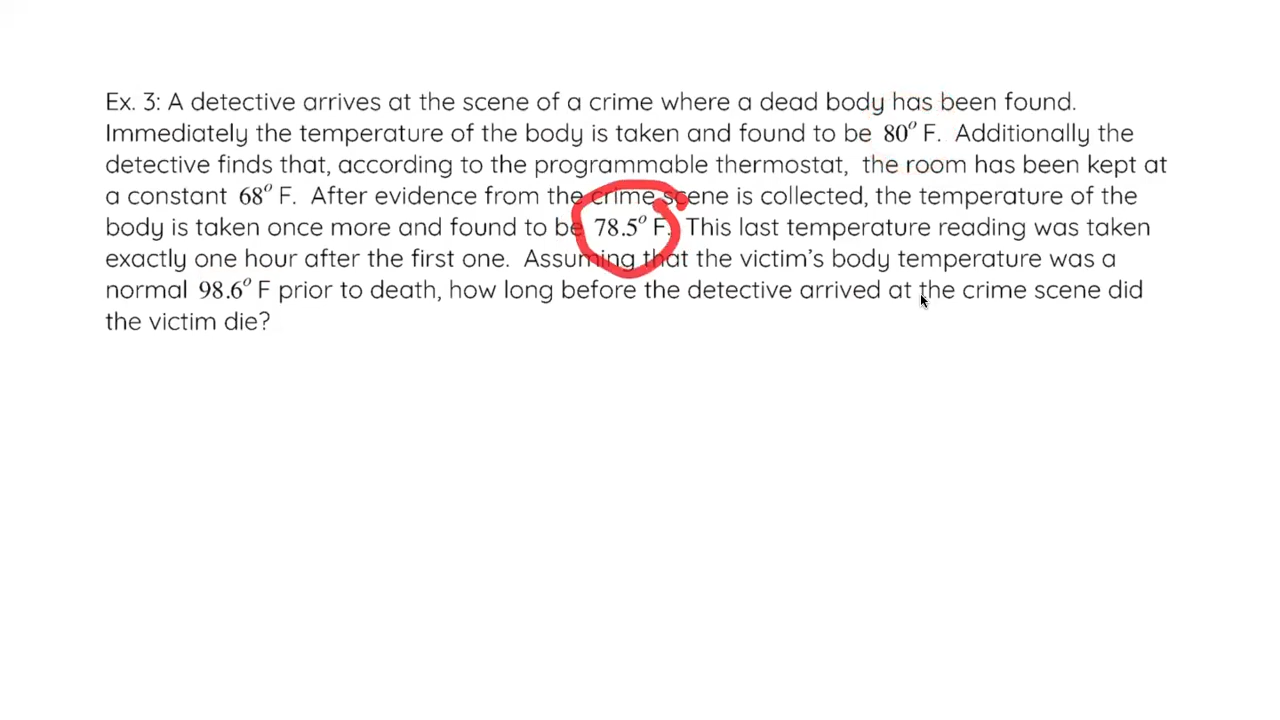 Ex. 3: A detective arrives at the scene of a crime where a dead body has been found.
Immediately the temperature of the body is taken and found to be 80° F. Additionally the
detective finds that, according to the programmable thermostat, the room has been kept at
a constant 68° F. After evidence from the crime scene is collected, the temperature of the
body is taken once more and found to be 78.5° F. This last temperature reading was taken
exactly one hour after the first one. Assuming that the victim's body temperature was a
normal 98.6° F prior to death, how long before the detective arrived at the crime scene did
the victim die?